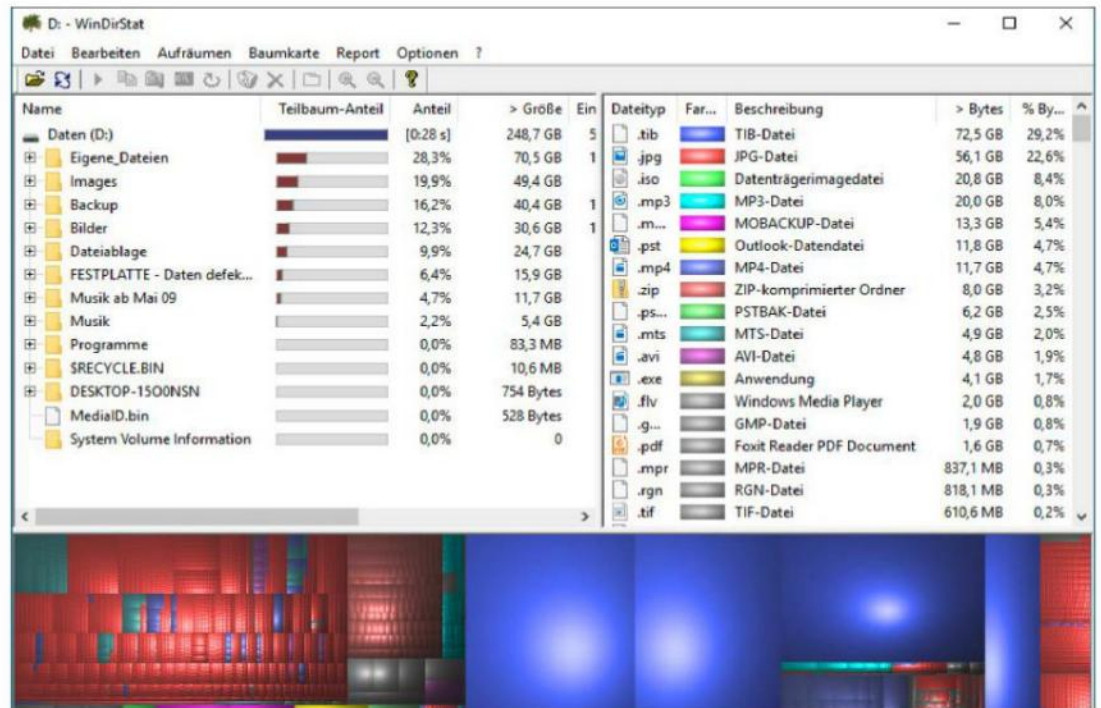 D: - WinDirStat
Datei Bearbeiten Aufräumen Baumkarte Report Optionen ?
Name Teilbaum-Anteil Anteil > Größe Ein
Daten (D:) [0:28 s] 248,7 GB 5
Eigene_Dateien 28,3% 70,5 GB 1
Images 19,9% 49,4 GB
Backup 16,2% 40,4 GB 1
Bilder 12,3% 30,6 GB 1
Dateiablage 9,9% 24,7 GB
FESTPLATTE - Daten defek... 6,4% 15,9 GB
Musik ab Mai 09 4,7% 11,7 GB
Musik 2,2% 5,4 GB
Programme 0,0% 83,3 MB
$RECYCLE.BIN 0,0% 10,6 MB
DESKTOP-15O0NSN 0,0% 754 Bytes
MediaID.bin 0,0% 528 Bytes
System Volume Information 0,0% 0
Dateityp Far... Beschreibung > Bytes % By...
.tib TIB-Datei 72,5 GB 29,2%
.jpg JPG-Datei 56,1 GB 22,6%
.iso Datenträgerimagedatei 20,8 GB 8,4%
.mp3 MP3-Datei 20,0 GB 8,0%
.m... MOBACKUP-Datei 13,3 GB 5,4%
.pst Outlook-Datendatei 11,8 GB 4,7%
.mp4 MP4-Datei 11,7 GB 4,7%
.zip ZIP-komprimierter Ordner 8,0 GB 3,2%
.ps... PSTBAK-Datei 6,2 GB 2,5%
.mts MTS-Datei 4,9 GB 2,0%
.avi AVI-Datei 4,8 GB 1,9%
.exe Anwendung 4,1 GB 1,7%
.flv Windows Media Player 2,0 GB 0,8%
.g... GMP-Datei 1,9 GB 0,8%
.pdf Foxit Reader PDF Document 1,6 GB 0,7%
.mpr MPR-Datei 837,1 MB 0,3%
.rgn RGN-Datei 818,1 MB 0,3%
.tif TIF-Datei 610,6 MB 0,2%